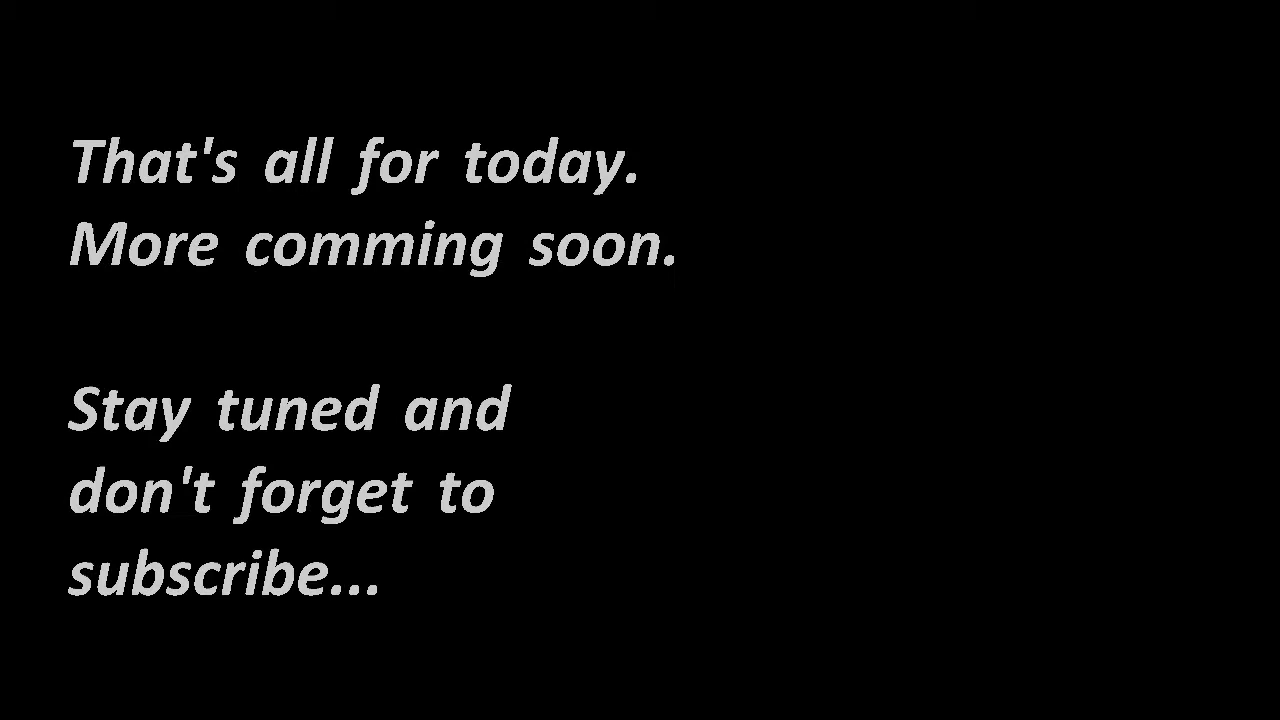 That's all for today.
More comming soon.
Stay tuned and
don't forget to
subscribe...